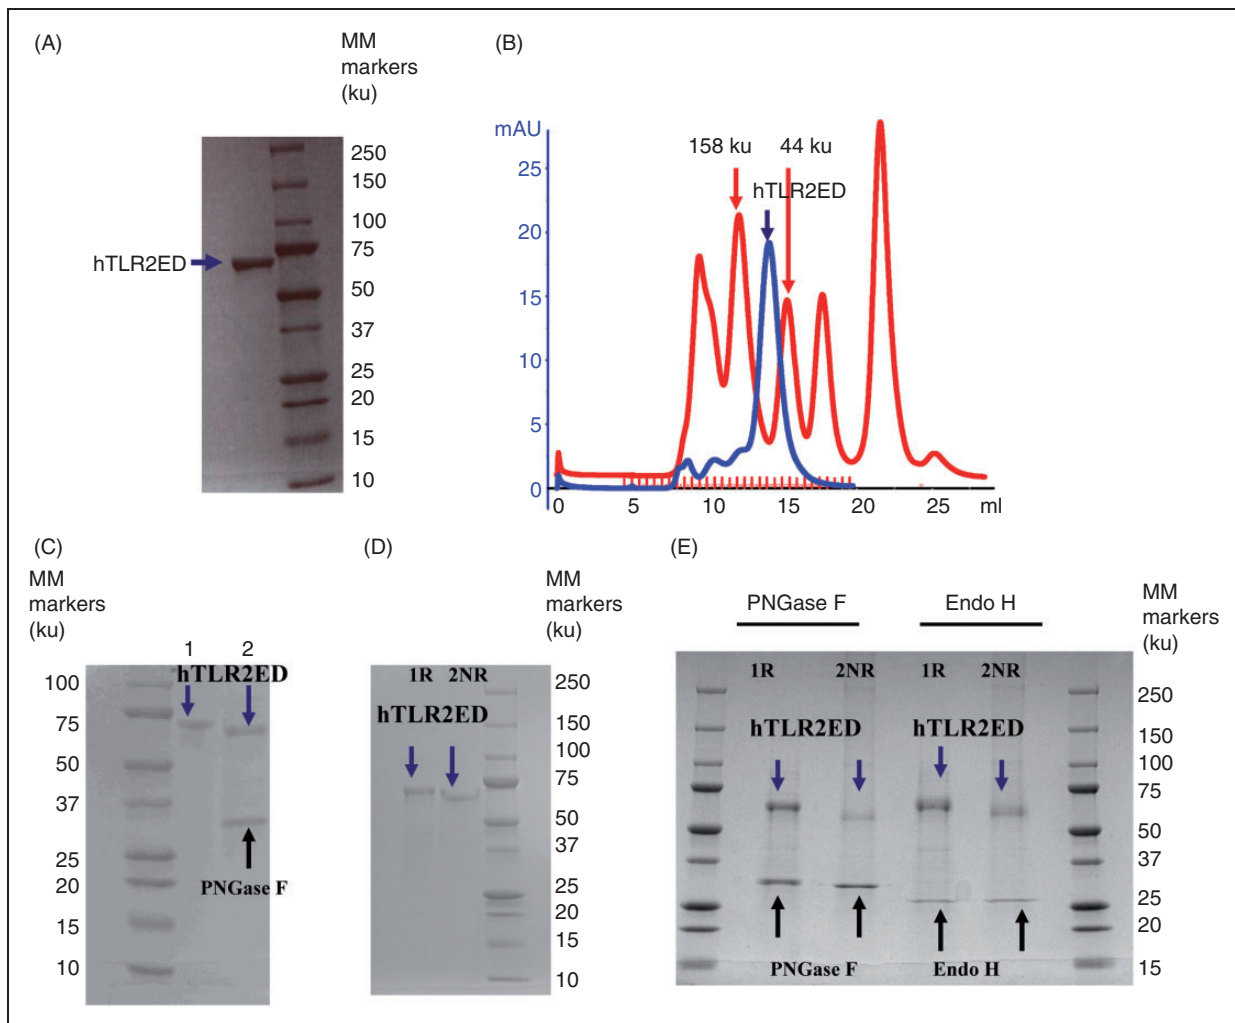 (A)
MM
markers
(ku)
250
150
100
75
50
37
25
20
15
10
hTLR2ED
(B)
mAU
25
20
15
10
5
0
158 ku
44 ku
hTLR2ED
0 5 10 15 20 25 ml
(C)
MM
markers
(ku)
1 2
hTLR2ED
100
75
50
37
25
20
15
10
PNGase F
(D)
MM
markers
(ku)
1R 2NR
hTLR2ED
250
150
100
75
50
37
25
20
15
10
(E)
PNGase F Endo H
MM
markers
(ku)
1R 2NR 1R 2NR
hTLR2ED hTLR2ED
250
150
100
75
50
37
25
20
15
PNGase F Endo H